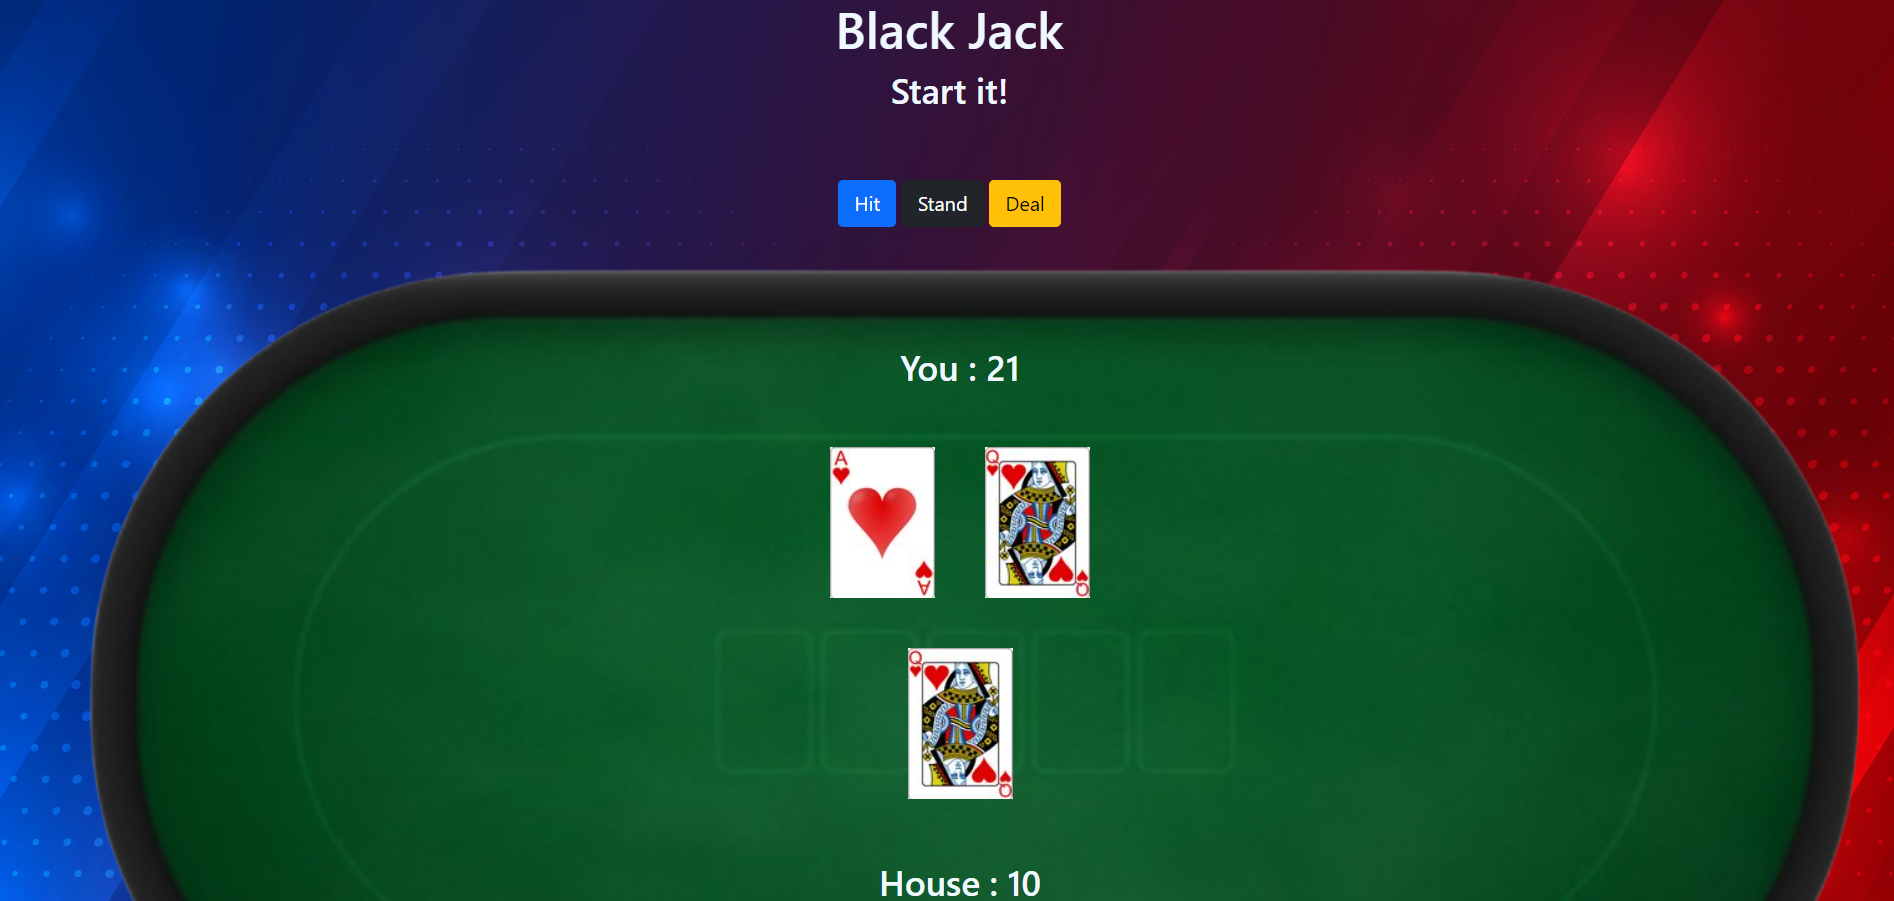 Black Jack
Start it!
Hit Stand Deal
You : 21
A Q
A Q
Q
Q
House : 10